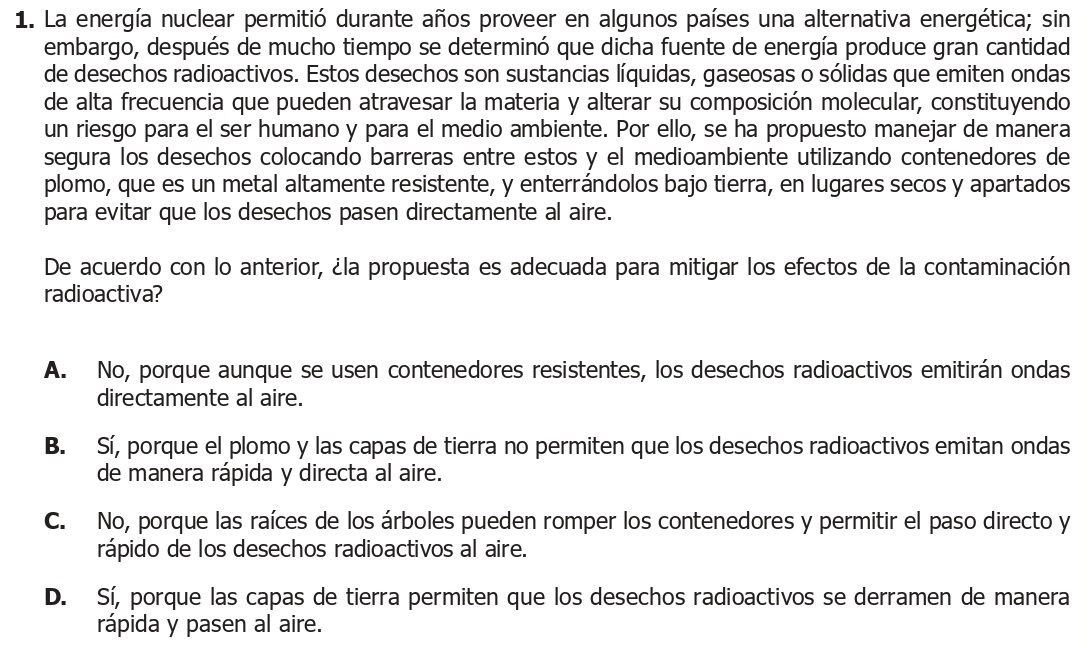 1. La energía nuclear permitió durante años proveer en algunos países una alternativa energética; sin
embargo, después de mucho tiempo se determinó que dicha fuente de energía produce gran cantidad
de desechos radioactivos. Estos desechos son sustancias líquidas, gaseosas o sólidas que emiten ondas
de alta frecuencia que pueden atravesar la materia y alterar su composición molecular, constituyendo
un riesgo para el ser humano y para el medio ambiente. Por ello, se ha propuesto manejar de manera
segura los desechos colocando barreras entre estos y el medioambiente utilizando contenedores de
plomo, que es un metal altamente resistente, y enterrándolos bajo tierra, en lugares secos y apartados
para evitar que los desechos pasen directamente al aire.
De acuerdo con lo anterior, ¿la propuesta es adecuada para mitigar los efectos de la contaminación
radioactiva?
A. No, porque aunque se usen contenedores resistentes, los desechos radioactivos emitirán ondas
directamente al aire.
B. Sí, porque el plomo y las capas de tierra no permiten que los desechos radioactivos emitan ondas
de manera rápida y directa al aire.
C. No, porque las raíces de los árboles pueden romper los contenedores y permitir el paso directo y
rápido de los desechos radioactivos al aire.
D. Sí, porque las capas de tierra permiten que los desechos radioactivos se derramen de manera
rápida y pasen al aire.